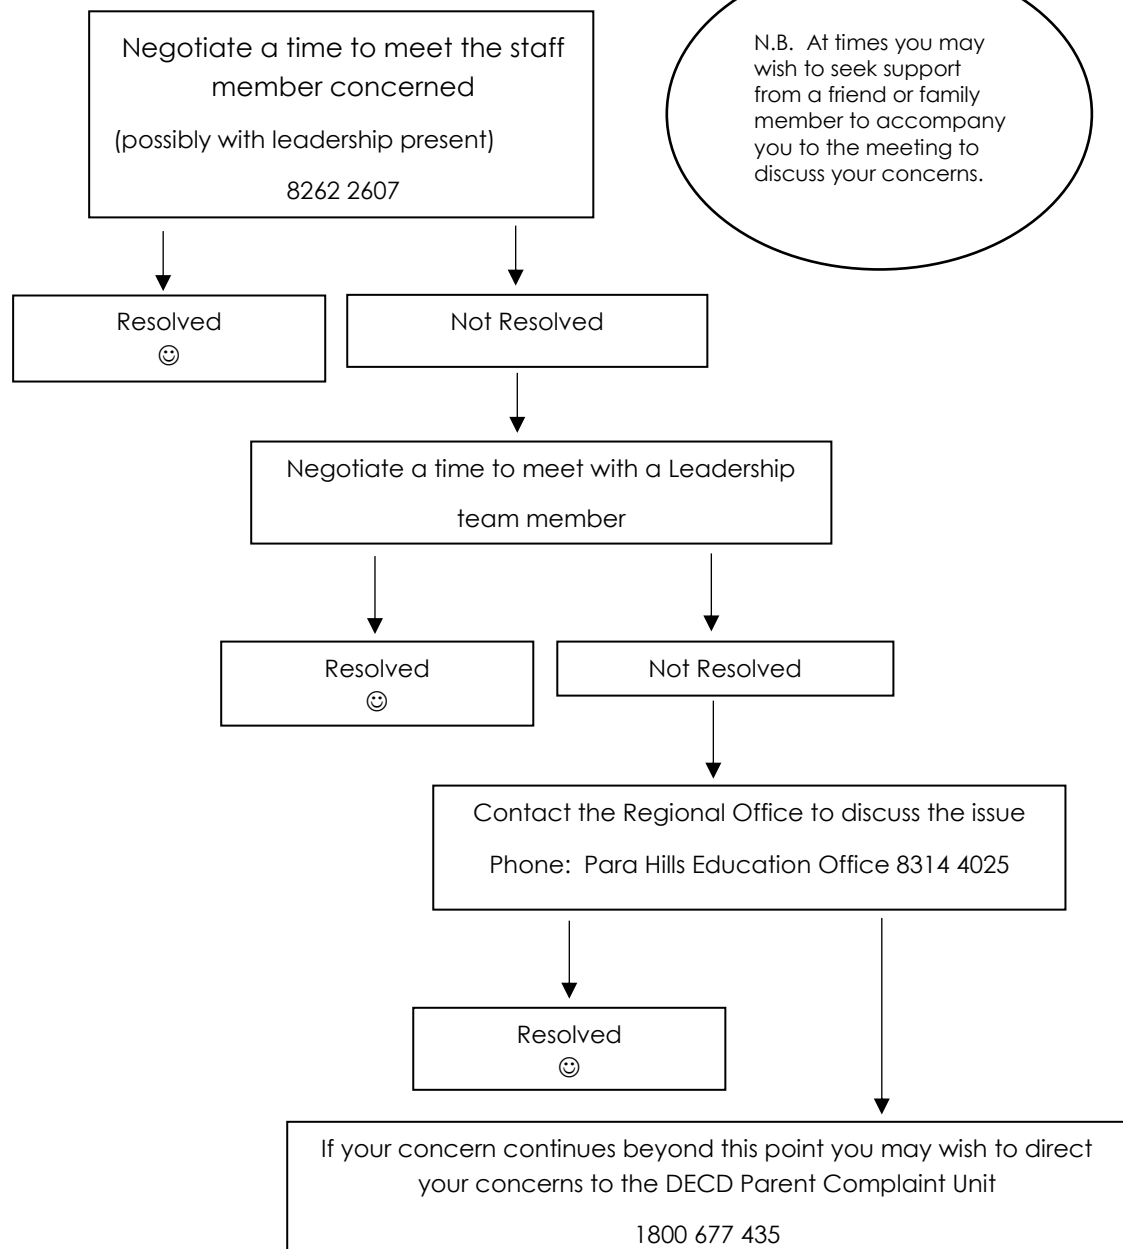 Negotiate a time to meet the staff
member concerned
(possibly with leadership present)
8262 2607
N.B.  At times you may
wish to seek support
from a friend or family
member to accompany
you to the meeting to
discuss your concerns.
Resolved
☺
Not Resolved
Negotiate a time to meet with a Leadership
team member
Resolved
☺
Not Resolved
Contact the Regional Office to discuss the issue
Phone:  Para Hills Education Office 8314 4025
Resolved
☺
If your concern continues beyond this point you may wish to direct
your concerns to the DECD Parent Complaint Unit
1800 677 435